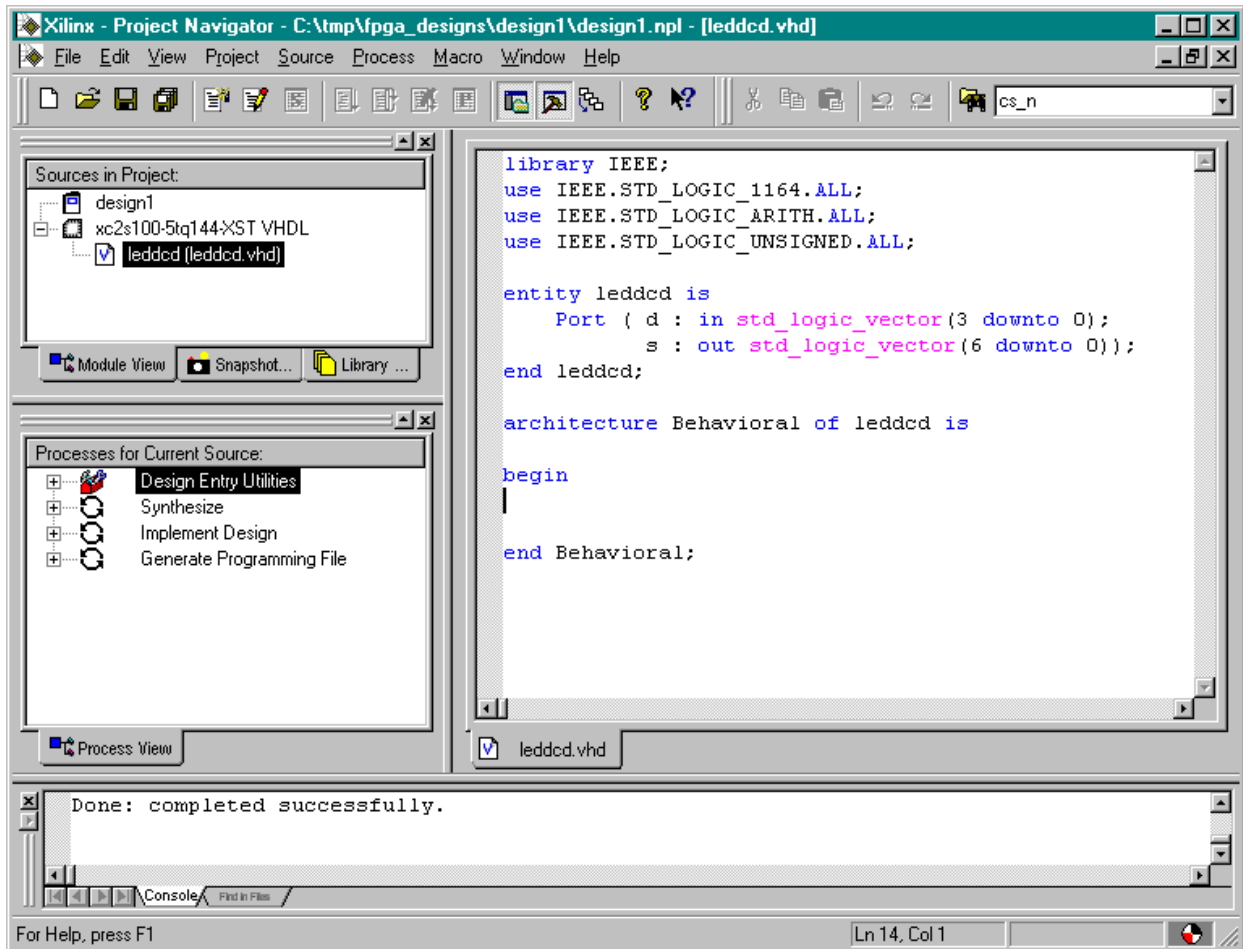 Xilinx - Project Navigator - C:\tmp\fpga_designs\design1\design1.npl - [leddcd.vhd]
File Edit View Project Source Process Macro Window Help
cs_n
Sources in Project:
design1
xc2s100-5tq144-XST VHDL
leddcd (leddcd.vhd)
Module View Snapshot... Library ...
Processes for Current Source:
Design Entry Utilities
Synthesize
Implement Design
Generate Programming File
Process View
library IEEE;
use IEEE.STD_LOGIC_1164.ALL;
use IEEE.STD_LOGIC_ARITH.ALL;
use IEEE.STD_LOGIC_UNSIGNED.ALL;
entity leddcd is
Port ( d : in std_logic_vector(3 downto 0);
s : out std_logic_vector(6 downto 0));
end leddcd;
architecture Behavioral of leddcd is
begin
end Behavioral;
leddcd.vhd
Done: completed successfully.
Console Find in Files
For Help, press F1 Ln 14, Col 1